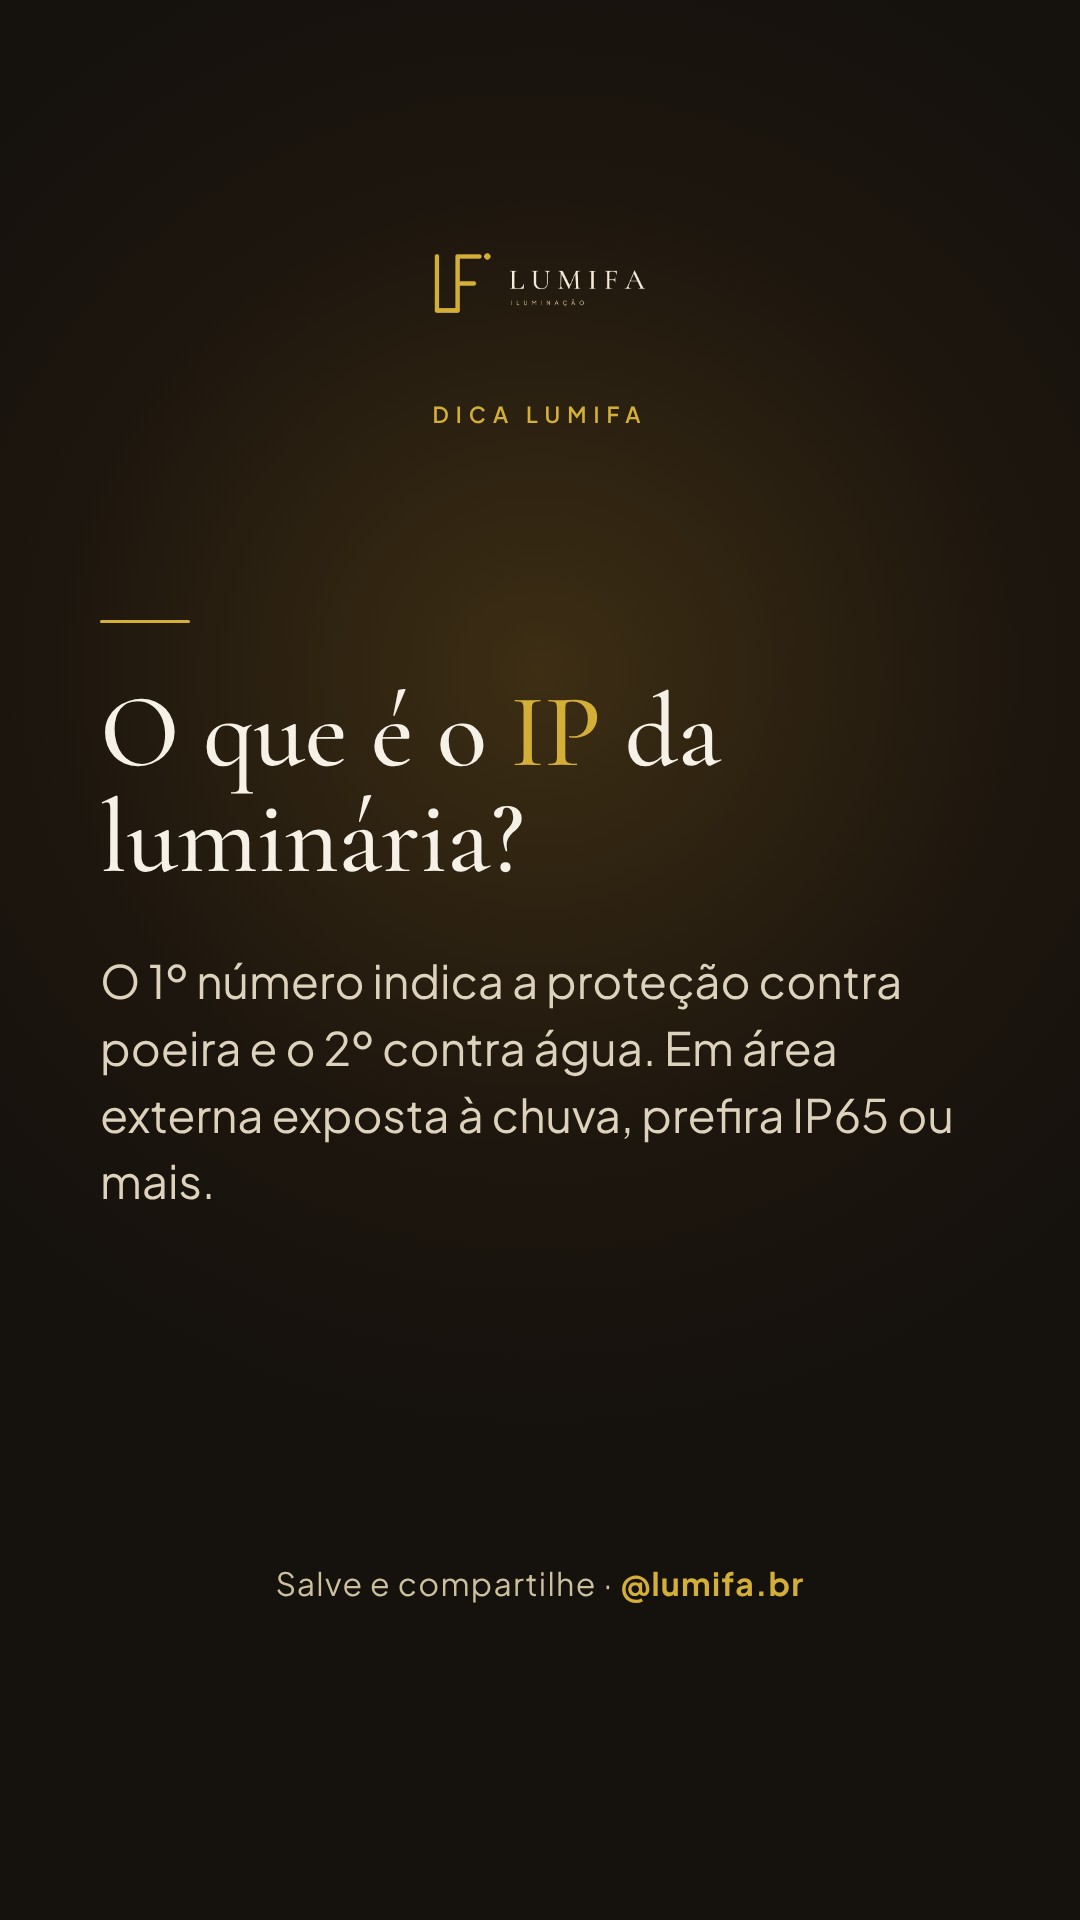 LF
LUMIFA
ILUMINAÇÃO
DICA LUMIFA
O que é o IP da
luminária?
O 1º número indica a proteção contra
poeira e o 2º contra água. Em área
externa exposta à chuva, prefira IP65 ou
mais.
Salve e compartilhe · @lumifa.br